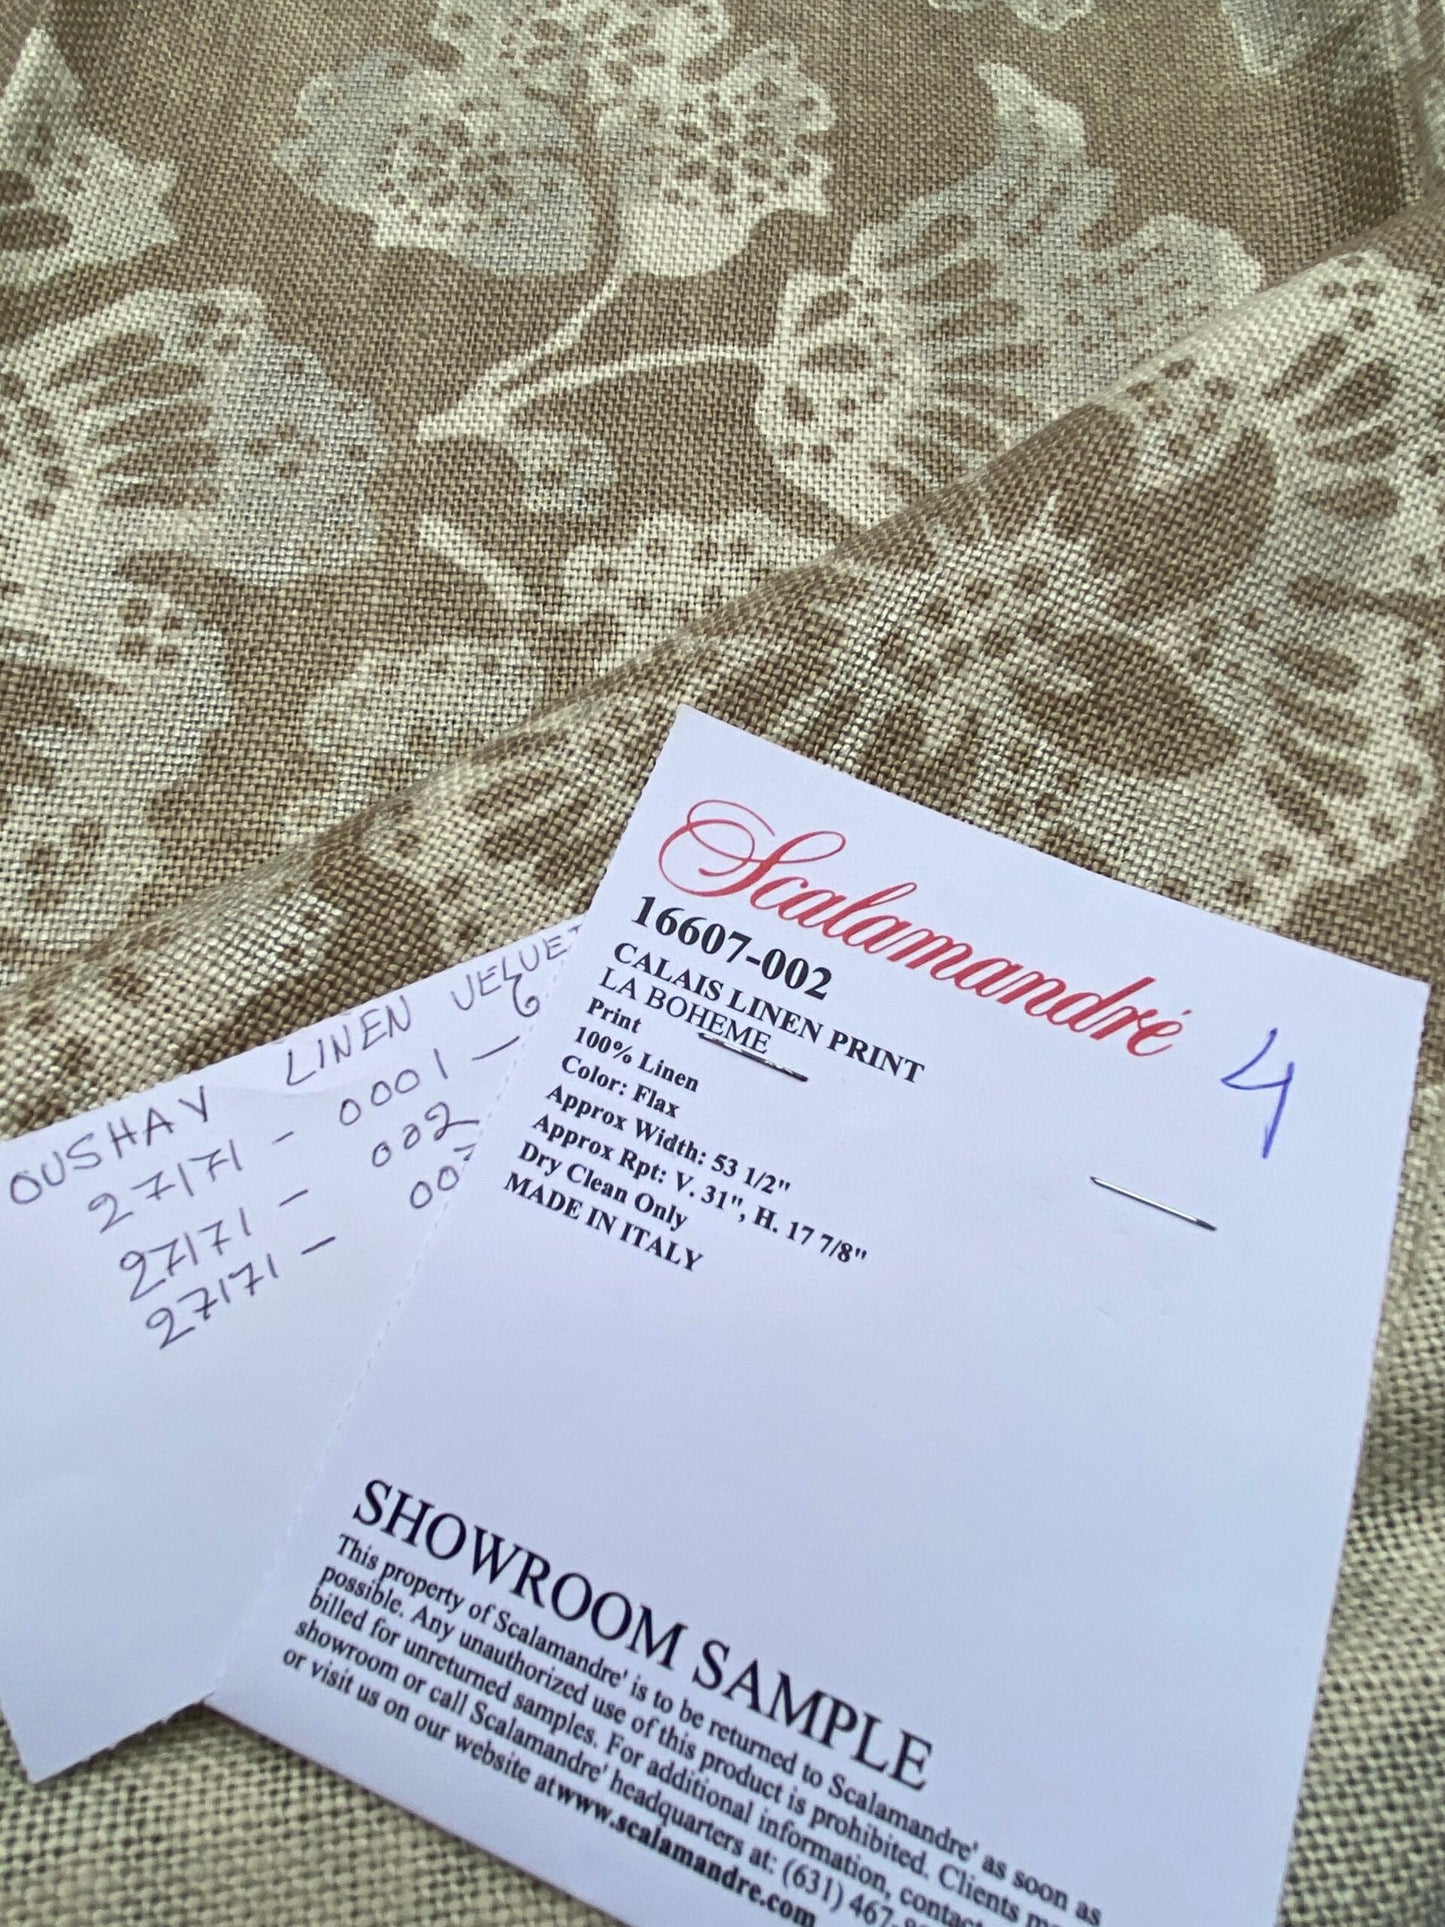 Scalamandré
16607-002
CALAIS LINEN PRINT
LA BOHEME
Print
100% Linen
Color: Flax
Approx Width: 53 1/2"
Approx Rpt: V. 31", H. 17 7/8"
Dry Clean Only
MADE IN ITALY
4
SHOWROOM SAMPLE
This property of Scalamandre' is to be returned to Scalamandre' as soon as
possible. Any unauthorized use of this product is prohibited. Clients
billed for unreturned samples. For additional information,
showroom or call Scalamandre' headquarters at: (631) 467-
or visit us on our website atwww.scalamandre.com
OUSHAY LINEN
27171 - 0001 -
27171 - 002
27171 -